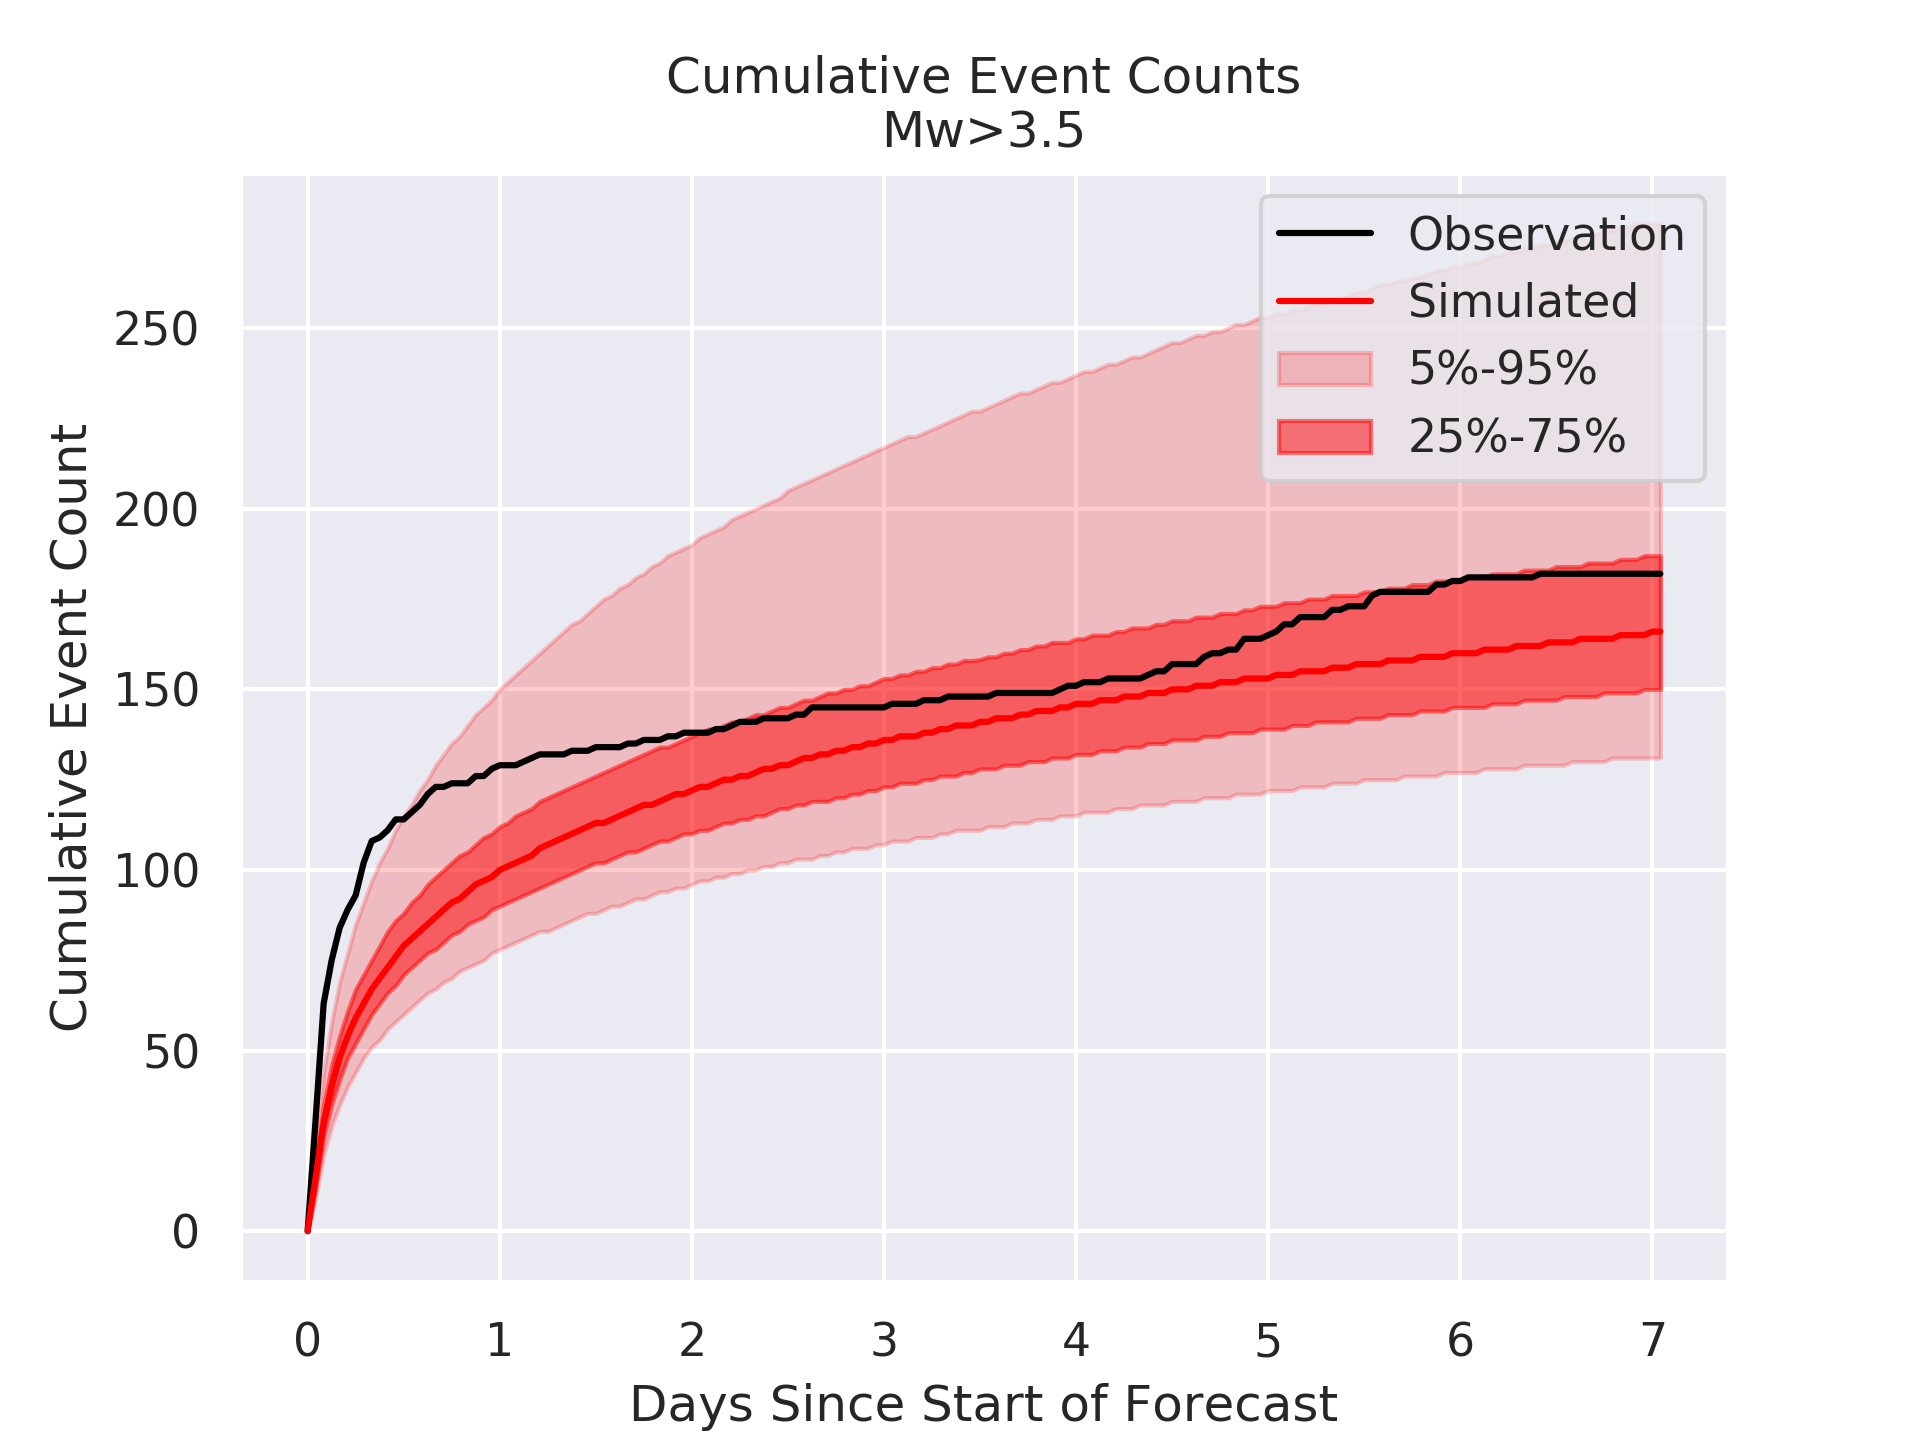 Cumulative Event Counts
Mw>3.5
Observation
Simulated
5%-95%
25%-75%
Cumulative Event Count
250
200
150
100
50
0
0 1 2 3 4 5 6 7
Days Since Start of Forecast